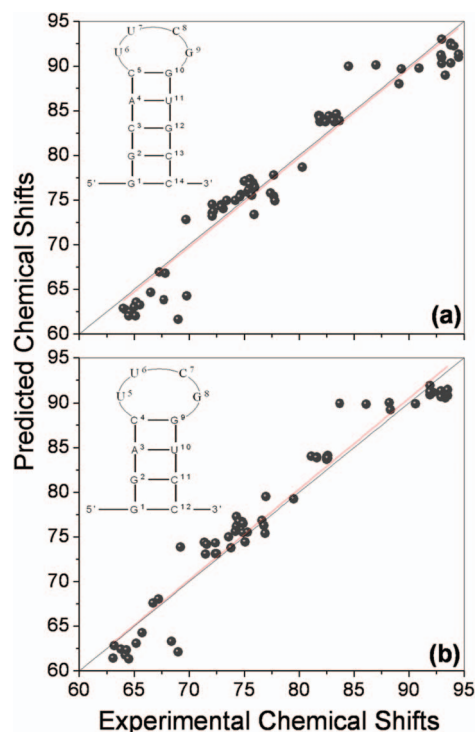 Predicted Chemical Shifts
95
90
85
80
75
70
65
60
U⁶ U⁷ C⁸ G⁹
C⁵ G¹⁰
A⁴ U¹¹
C³ G¹²
G² C¹³
5' G¹ C¹⁴ 3'
(a)
95
90
85
80
75
70
65
60
U⁵ U⁶ C⁷ G⁸
C⁴ G⁹
A³ U¹⁰
G² C¹¹
5' G¹ C¹² 3'
(b)
60 65 70 75 80 85 90 95
Experimental Chemical Shifts